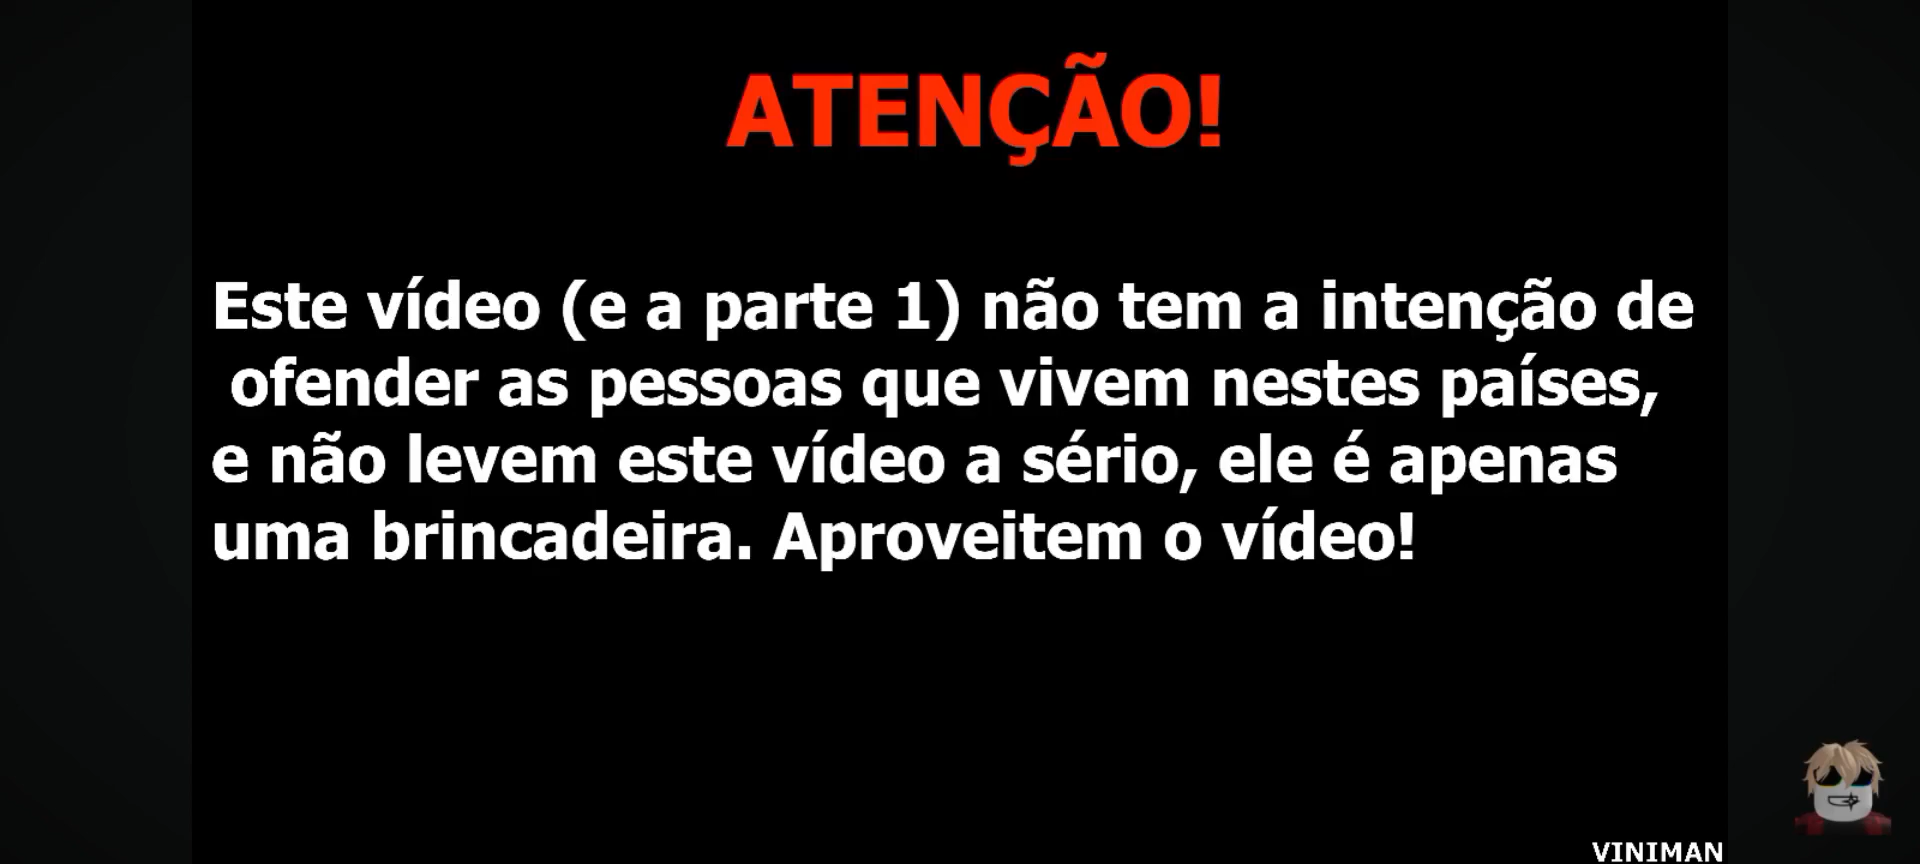 ATENÇÃO!
Este vídeo (e a parte 1) não tem a intenção de
ofender as pessoas que vivem nestes países,
e não levem este vídeo a sério, ele é apenas
uma brincadeira. Aproveitem o vídeo!
VINIMAN